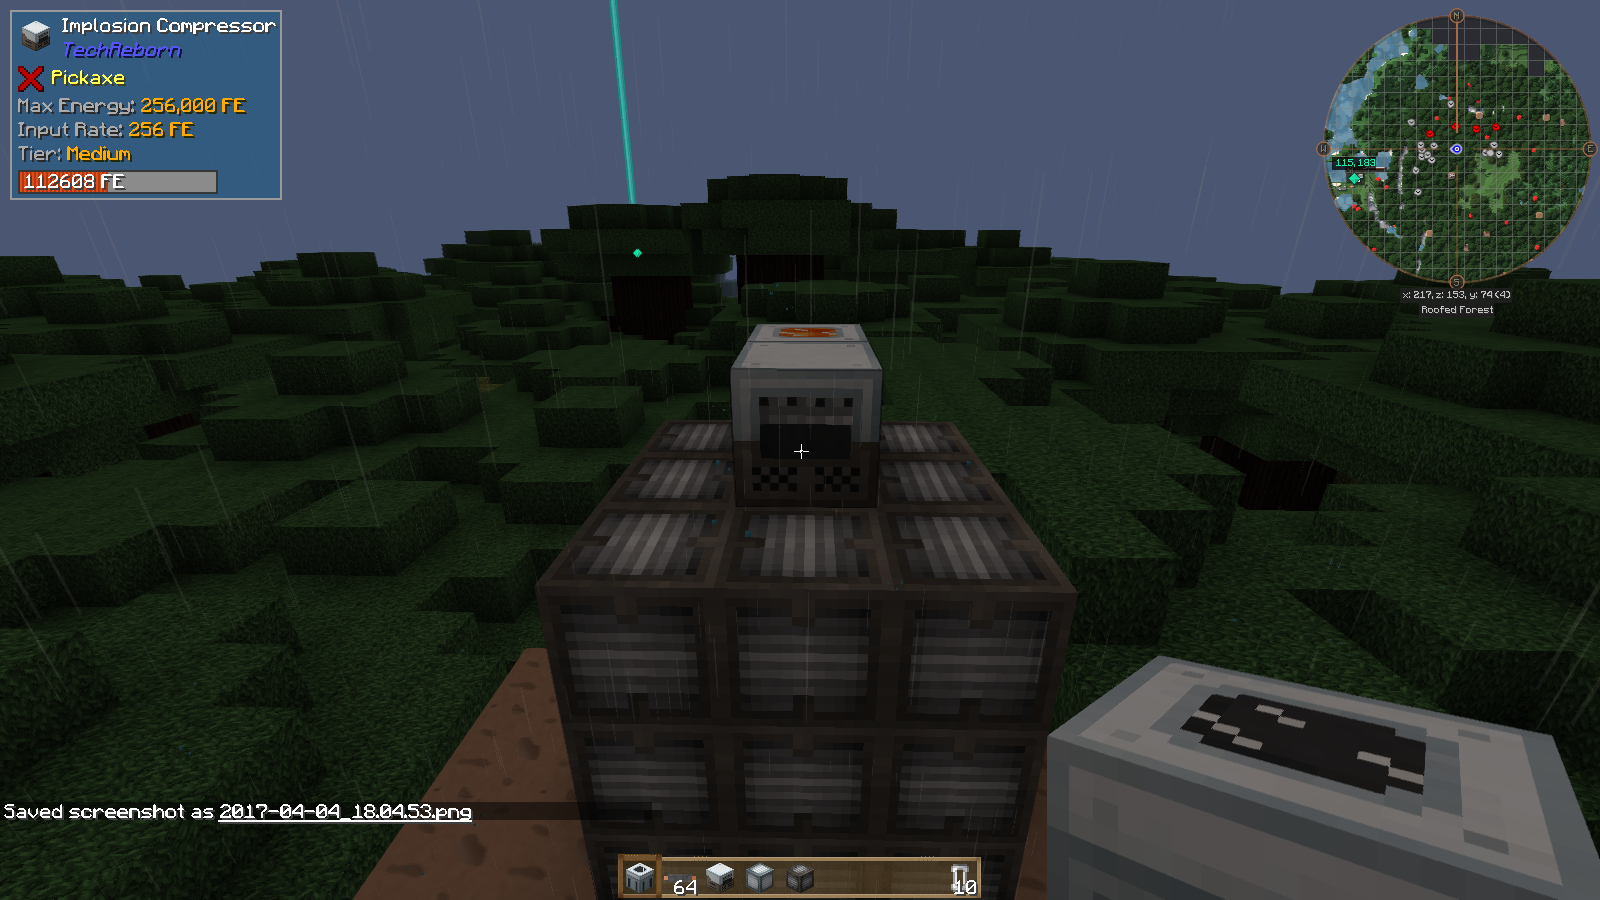 Implosion Compressor
TechReborn
Pickaxe
Max Energy: 256,000 FE
Input Rate: 256 FE
Tier: Medium
112608 FE
N
W
E
S
115,193
x: 217, z: 153, y: 74 (4)
Roofed Forest
Saved screenshot as 2017-04-04_18.04.53.png
64
10